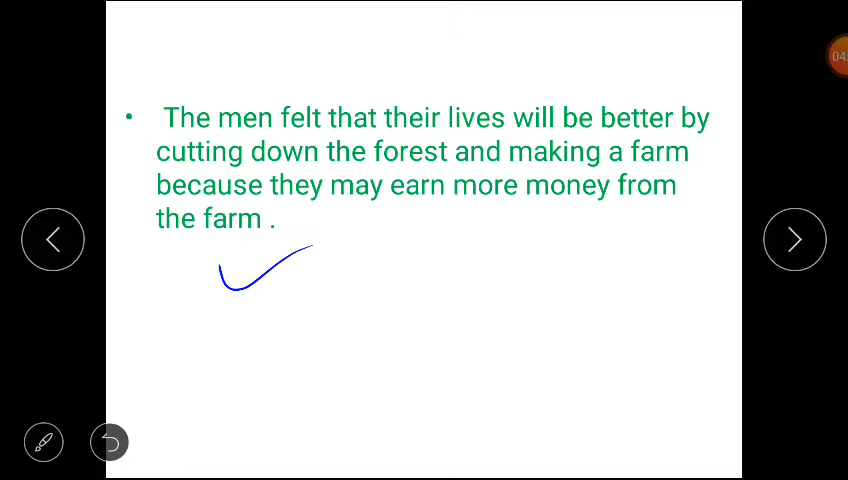 • The men felt that their lives will be better by
cutting down the forest and making a farm
because they may earn more money from
the farm .
04: